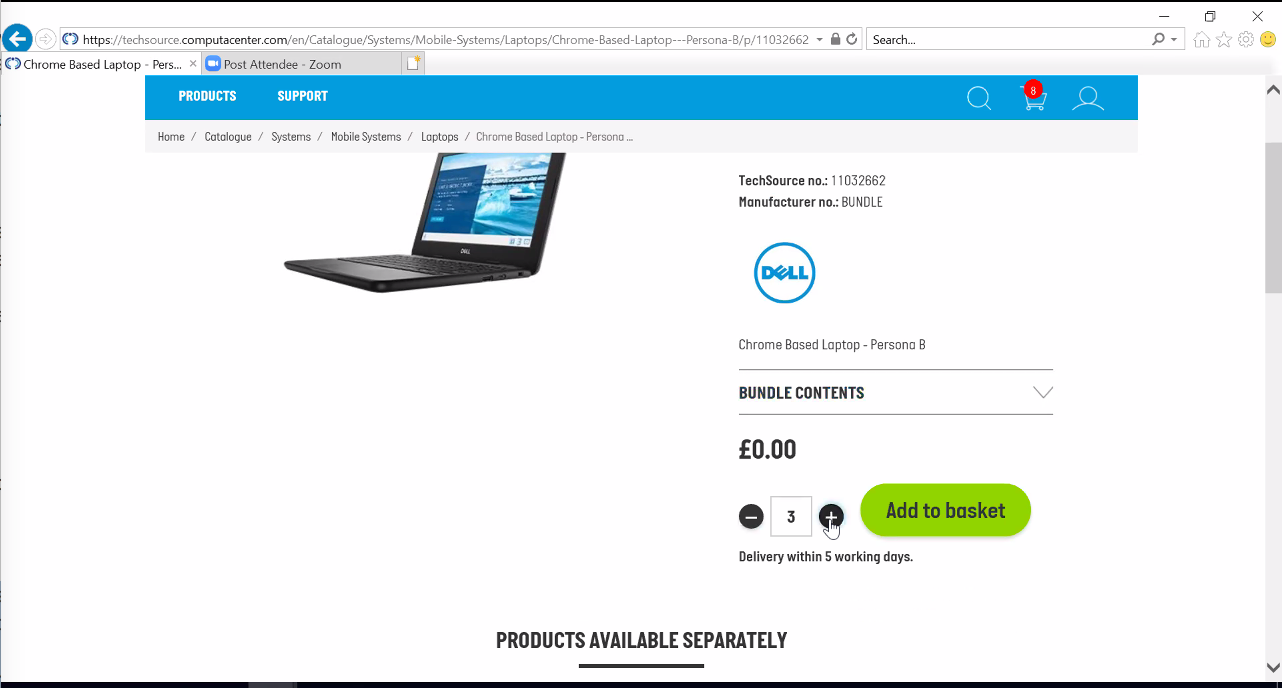 https://techsource.computacenter.com/en/Catalogue/Systems/Mobile-Systems/Laptops/Chrome-Based-Laptop---Persona-B/p/11032662
Search...
Chrome Based Laptop - Pers...
Post Attendee - Zoom
PRODUCTS
SUPPORT
8
Home / Catalogue / Systems / Mobile Systems / Laptops / Chrome Based Laptop - Persona ...
TechSource no.: 11032662
Manufacturer no.: BUNDLE
DELL
DELL
Chrome Based Laptop - Persona B
BUNDLE CONTENTS
£0.00
3
Add to basket
Delivery within 5 working days.
PRODUCTS AVAILABLE SEPARATELY